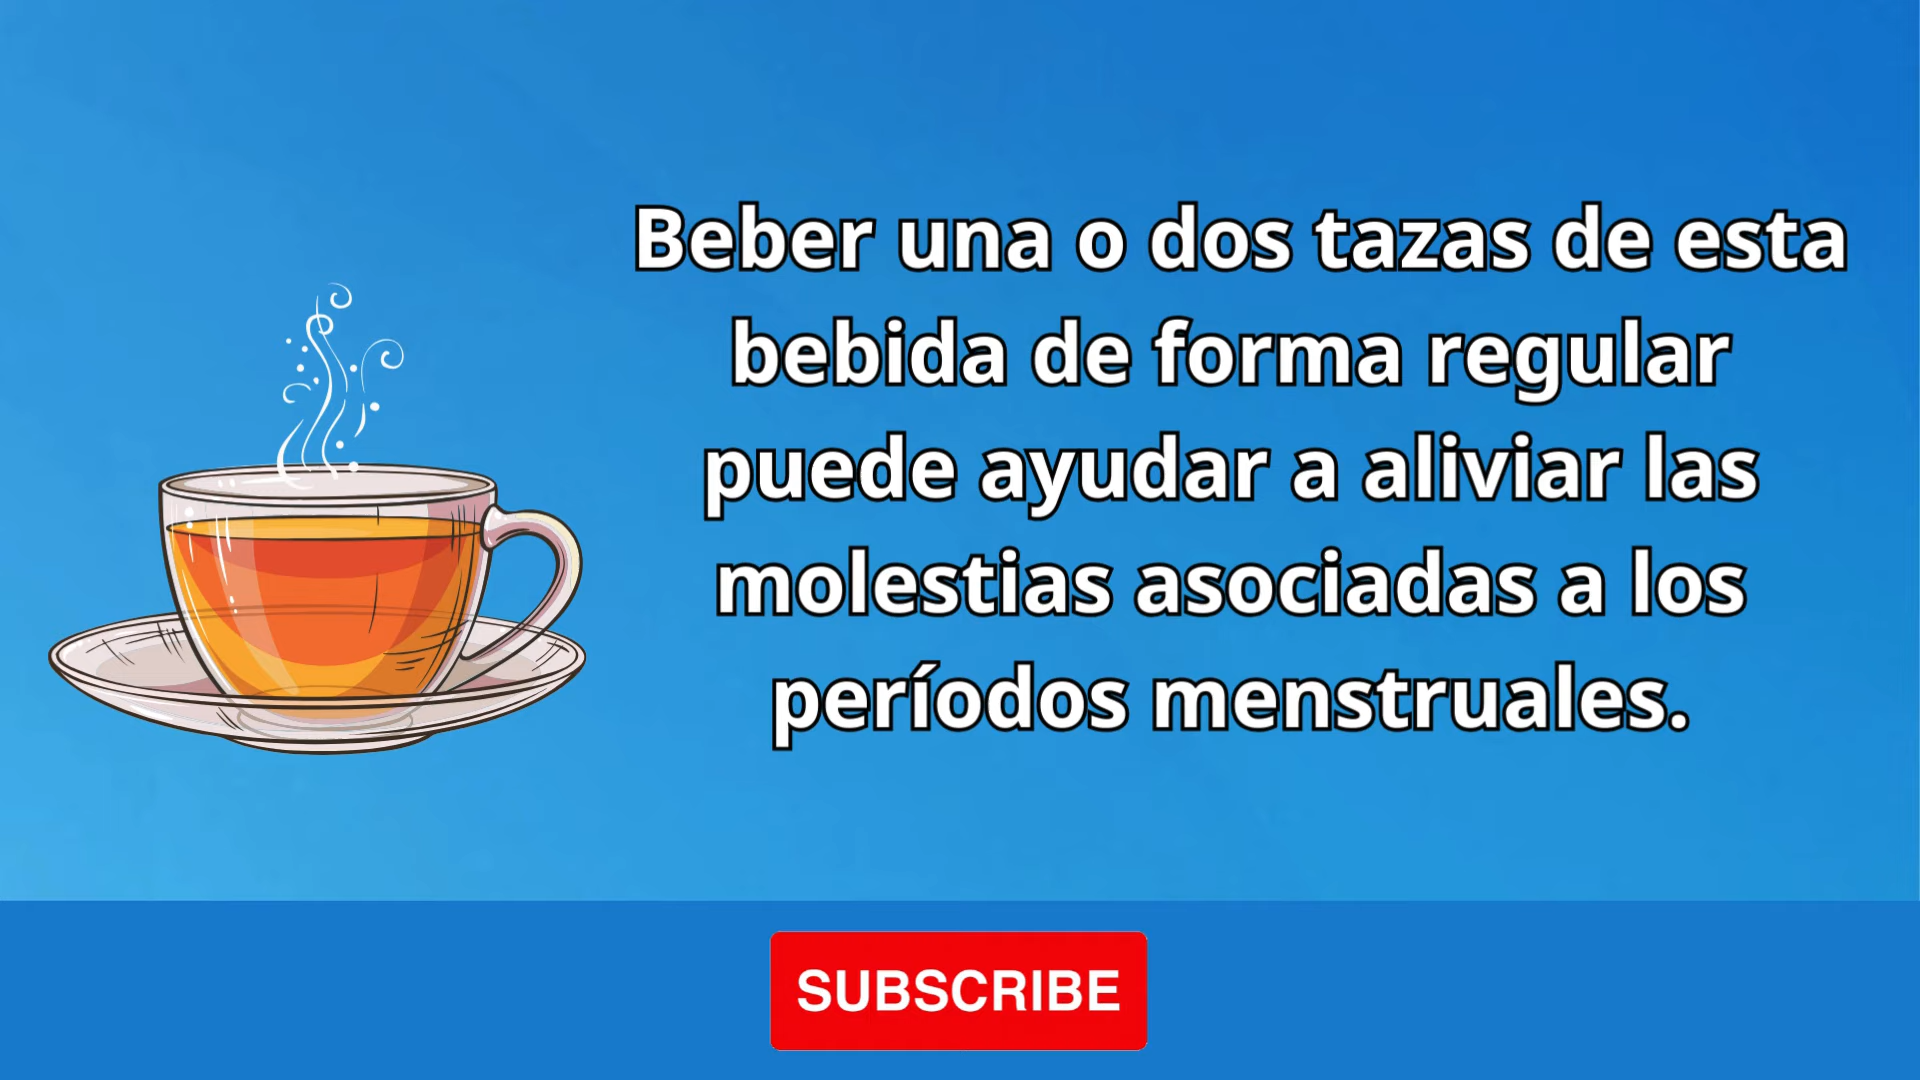 Beber una o dos tazas de esta
bebida de forma regular
puede ayudar a aliviar las
molestias asociadas a los
períodos menstruales.
SUBSCRIBE